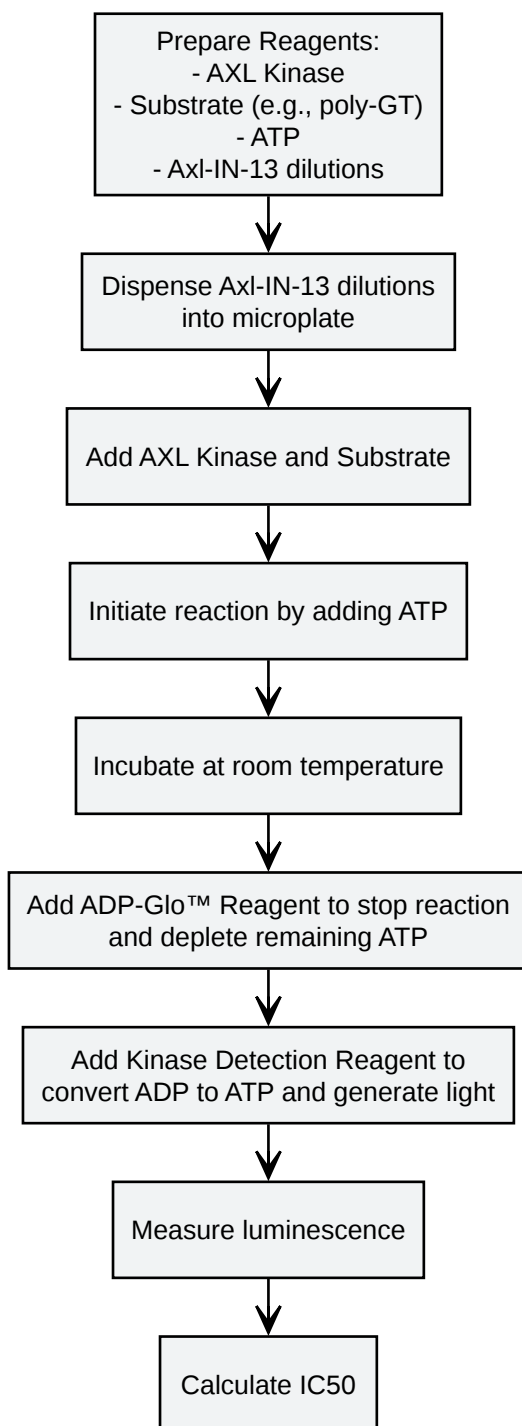 Prepare Reagents:
- AXL Kinase
- Substrate (e.g., poly-GT)
- ATP
- Axl-IN-13 dilutions
Dispense Axl-IN-13 dilutions
into microplate
Add AXL Kinase and Substrate
Initiate reaction by adding ATP
Incubate at room temperature
Add ADP-Glo™ Reagent to stop reaction
and deplete remaining ATP
Add Kinase Detection Reagent to
convert ADP to ATP and generate light
Measure luminescence
Calculate IC50